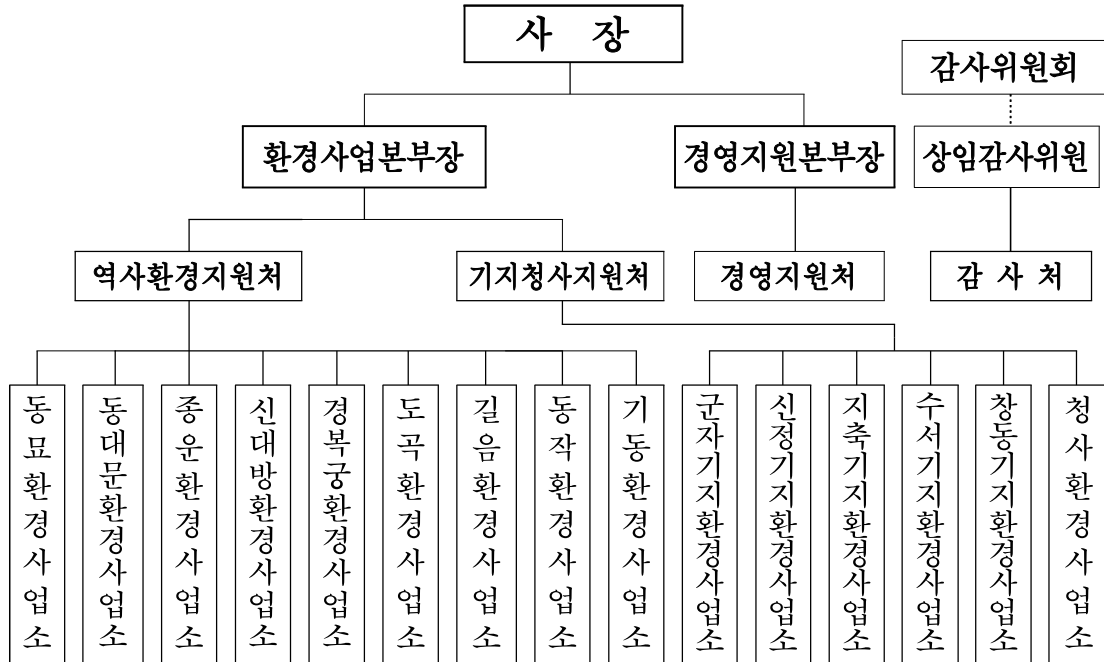 사 장
감사위원회
환경사업본부장
경영지원본부장
상임감사위원
역사환경지원처
기지청사지원처
경영지원처
감 사 처
동묘환경사업소
동대문환경사업소
종운환경사업소
신대방환경사업소
경복궁환경사업소
도곡환경사업소
길음환경사업소
동작환경사업소
기동환경사업소
군자기지환경사업소
신정기지환경사업소
지축기지환경사업소
수서기지환경사업소
창동기지환경사업소
청사환경사업소